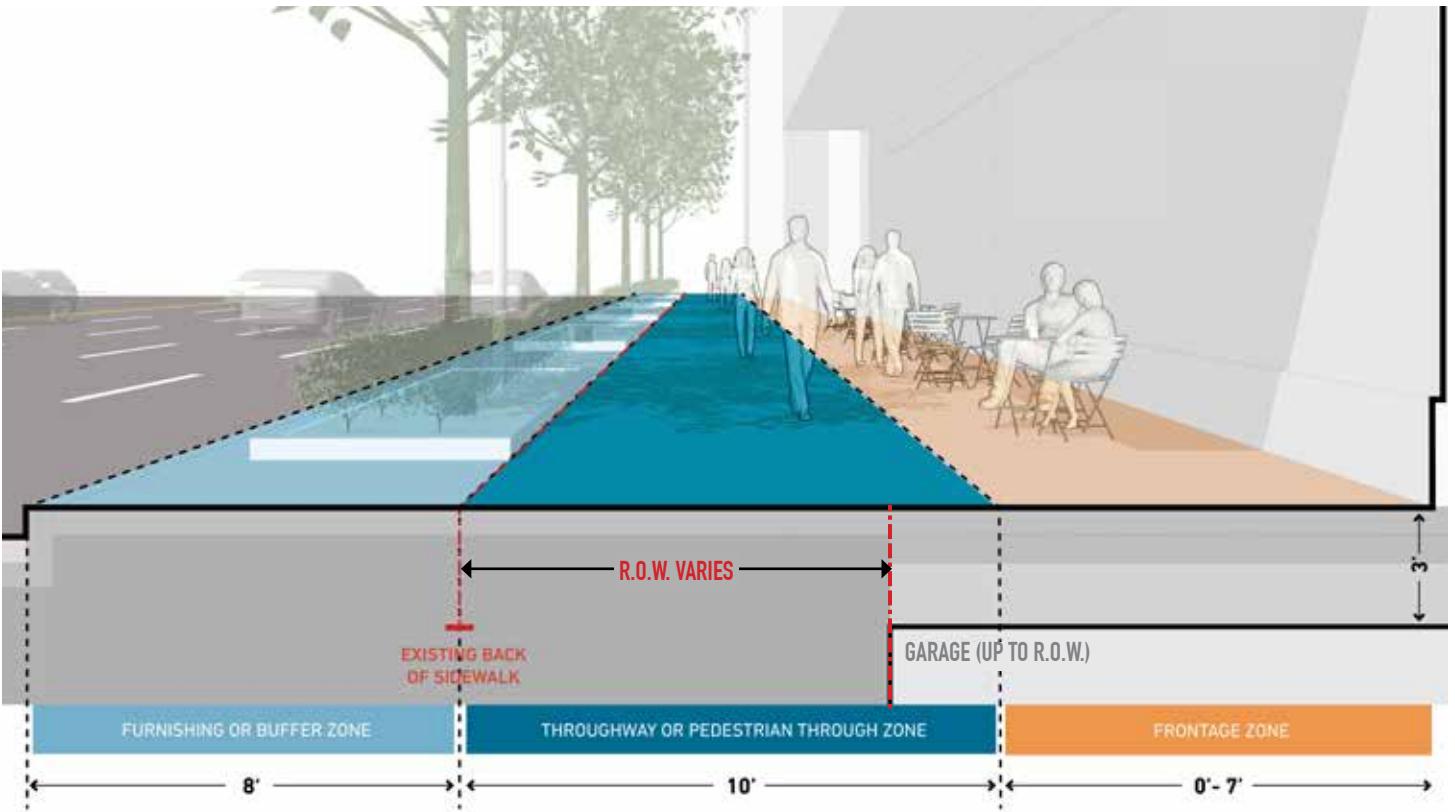 R.O.W. VARIES
3'
EXISTING BACK
OF SIDEWALK
GARAGE (UP TO R.O.W.)
FURNISHING OR BUFFER ZONE
THROUGHWAY OR PEDESTRIAN THROUGH ZONE
FRONTAGE ZONE
8'
10'
0'- 7'